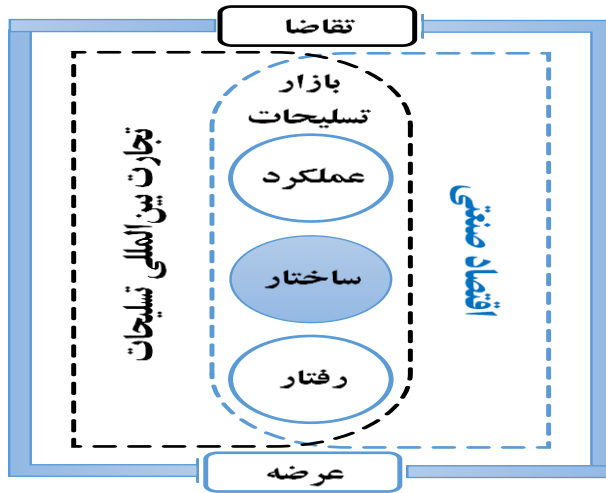 تقاضا
بازار
تسلیحات
عملکرد
ساختار
رفتار
عرضه
اقتصاد صنعتی
تجارت بین‌المللی تسلیحات